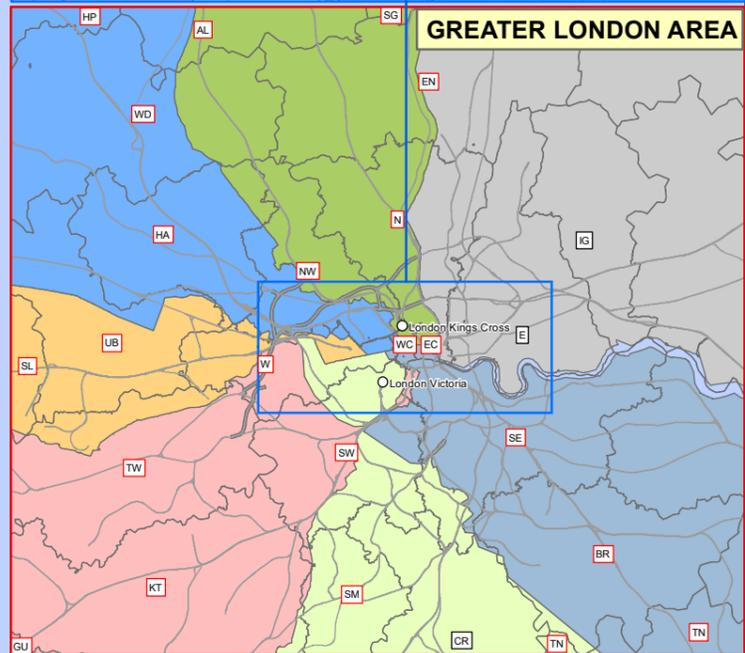 HP
SG
GREATER LONDON AREA
AL
EN
WD
N
HA
IG
NW
London Kings Cross
E
UB
WC
EC
SL
W
London Victoria
SE
SW
TW
BR
KT
SM
TN
CR
TN
GU